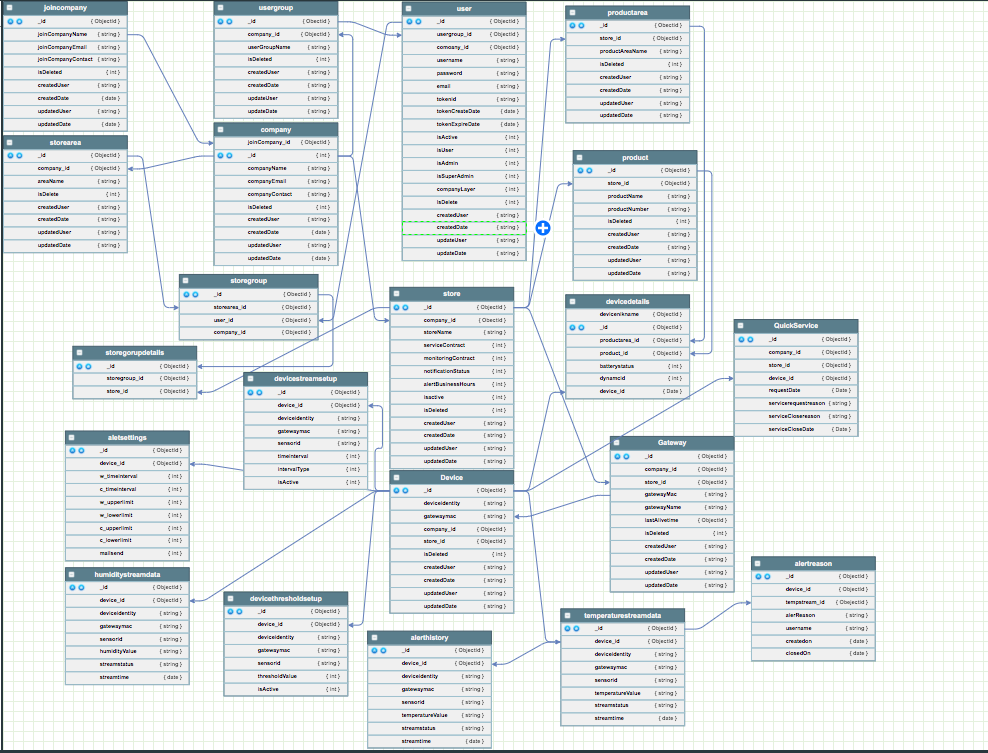 joincompany
_id { ObjectId }
joinCompanyName { string }
joinCompanyEmail { string }
joinCompanyContact { string }
isDeleted { int }
createdUser { string }
createdDate { date }
updatedUser { string }
updatedDate { date }
storearea
_id { ObjectId }
company_id { ObjectId }
areaName { string }
isDelete { int }
createdUser { string }
createdDate { string }
updatedUser { string }
updatedDate { string }
usergroup
_id { ObjectId }
company_id { ObjectId }
userGroupName { string }
isDeleted { int }
createdUser { string }
createdDate { string }
updateUser { string }
updateDate { string }
company
joinCompany_id { ObjectId }
_id { int }
companyName { string }
companyEmail { string }
companyContact { string }
isDeleted { int }
createdUser { string }
createdDate { date }
updatedUser { string }
updatedDate { date }
user
_id { ObjectId }
usergroup_id { ObjectId }
company_id { ObjectId }
username { string }
password { string }
email { string }
tokenid { string }
tokenCreateDate { date }
tokenExpireDate { date }
isActive { int }
isUser { int }
isAdmin { int }
isSuperAdmin { int }
companyLayer { string }
isDelete { int }
createdUser { string }
createdDate { string }
updateUser { string }
updateDate { string }
productarea
_id { ObjectId }
store_id { ObjectId }
productAreaName { string }
isDeleted { int }
createdUser { string }
createdDate { string }
updatedUser { string }
updatedDate { string }
product
_id { ObjectId }
store_id { ObjectId }
productName { string }
productNumber { string }
isDeleted { int }
createdUser { string }
createdDate { string }
updatedUser { string }
updatedDate { string }
storegroup
_id { ObjectId }
storearea_id { ObjectId }
user_id { ObjectId }
company_id { ObjectId }
storegorupdetails
_id { ObjectId }
storegroup_id { ObjectId }
store_id { ObjectId }
store
_id { ObjectId }
company_id { ObjectId }
storeName { string }
serviceContract { int }
monitoringContract { int }
notificationStatus { int }
alertBusinessHours { int }
isactive { int }
isDeleted { int }
createdUser { string }
createdDate { string }
updatedUser { string }
updatedDate { string }
devicedetails
devicenikname { ObjectId }
_id { ObjectId }
productarea_id { ObjectId }
product_id { ObjectId }
batterystatus { int }
dynamcid { int }
device_id { Date }
QuickService
_id { ObjectId }
company_id { ObjectId }
store_id { ObjectId }
device_id { ObjectId }
requestDate { Date }
servicerequestreason { string }
serviceClosereason { string }
serviceCloseDate { Date }
devicestreamsetup
_id { ObjectId }
device_id { ObjectId }
deviceidentity { string }
gatewaymac { string }
sensorid { string }
timeinterval { int }
intervalType { int }
isActive { int }
aletsettings
_id { ObjectId }
device_id { ObjectId }
w_timeinterval { int }
c_timeinterval { int }
w_upperlimit { int }
w_lowerlimit { int }
c_upperlimit { int }
c_lowerlimit { int }
mailsend { int }
Device
_id { ObjectId }
deviceidentity { string }
gatewaymac { string }
company_id { ObjectId }
store_id { ObjectId }
isDeleted { int }
createdUser { string }
createdDate { string }
updatedUser { string }
updatedDate { string }
Gateway
_id { ObjectId }
company_id { ObjectId }
store_id { ObjectId }
gatewayMac { string }
gatewayName { string }
lastAlivetime { ObjectId }
isDeleted { int }
createdUser { string }
createdDate { string }
updatedUser { string }
updatedDate { string }
humiditystreamdata
_id { ObjectId }
device_id { ObjectId }
deviceidentity { string }
gatewaymac { string }
sensorid { string }
humidityValue { string }
streamstatus { string }
streamtime { date }
devicethresholdsetup
_id { ObjectId }
device_id { ObjectId }
deviceidentity { string }
gatewaymac { string }
sensorid { string }
thresholdValue { int }
isActive { int }
alerthistory
_id { ObjectId }
device_id { ObjectId }
deviceidentity { string }
gatewaymac { string }
sensorid { string }
temperatureValue { string }
streamstatus { string }
streamtime { date }
temperaturestreamdata
_id { ObjectId }
device_id { ObjectId }
deviceidentity { string }
gatewaymac { string }
sensorid { string }
temperatureValue { string }
streamstatus { string }
streamtime { date }
alertreason
_id { ObjectId }
device_id { ObjectId }
tempstream_id { ObjectId }
alerReason { string }
username { string }
createdon { date }
closedOn { date }